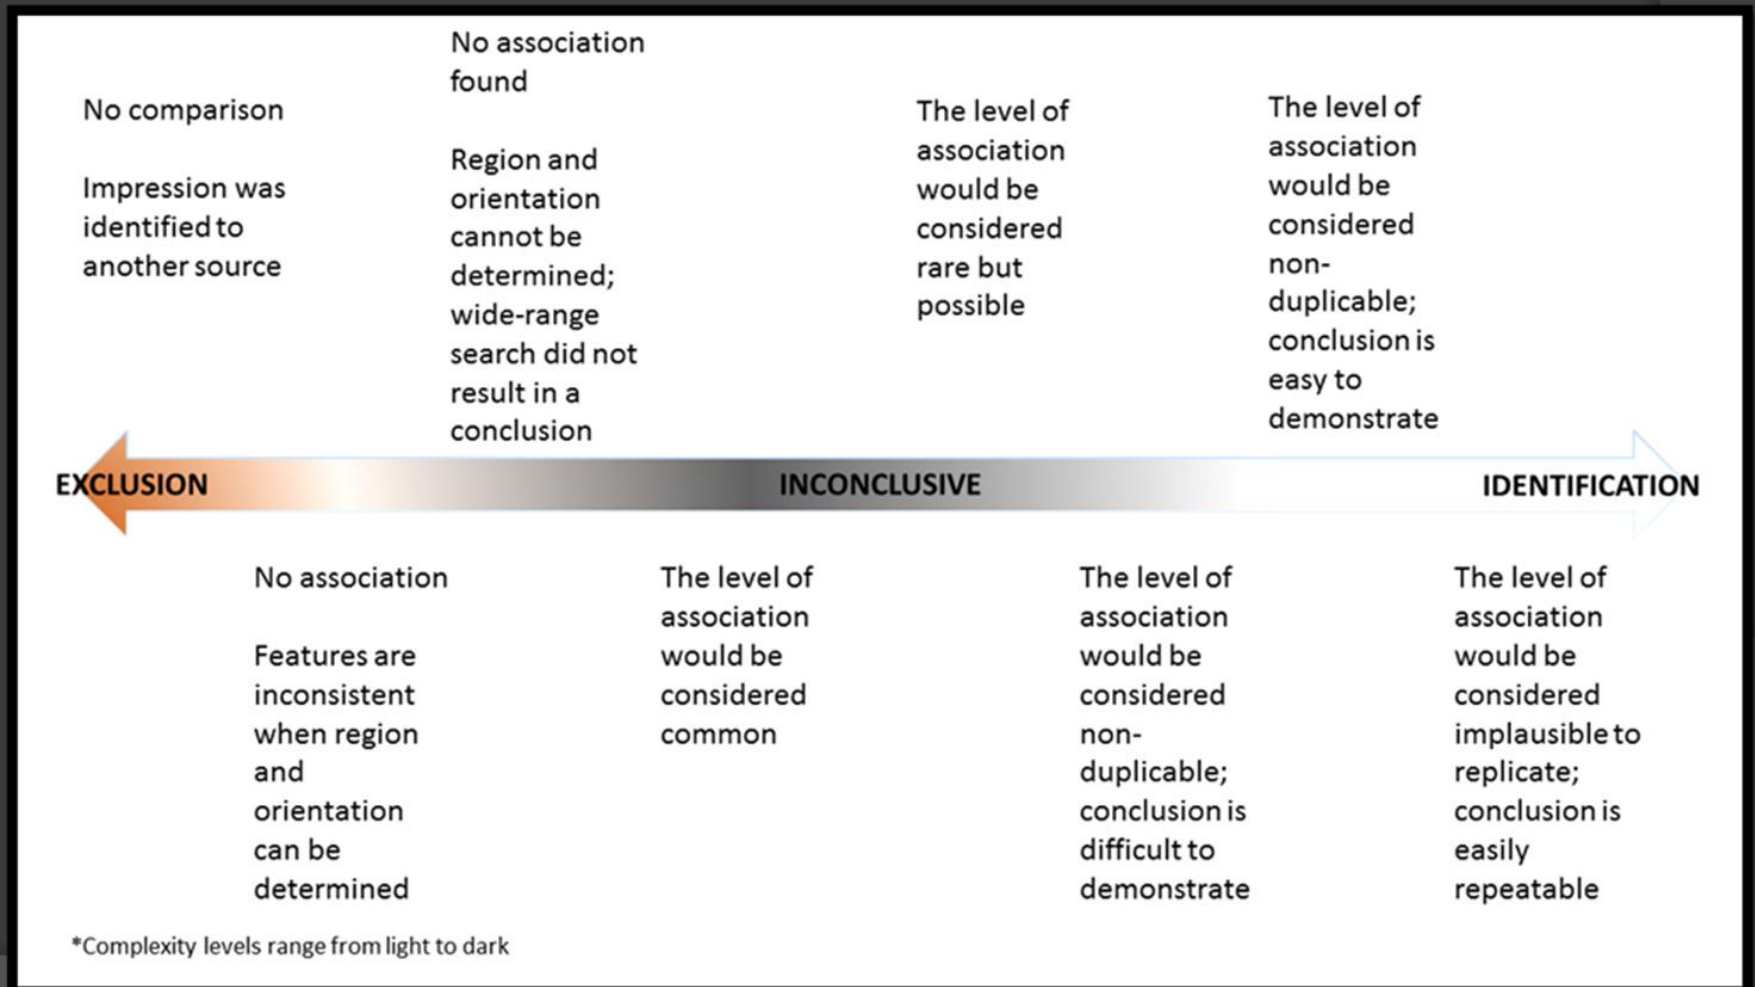 No comparison
Impression was
identified to
another source
No association
found
Region and
orientation
cannot be
determined;
wide-range
search did not
result in a
conclusion
The level of
association
would be
considered
rare but
possible
The level of
association
would be
considered
non-
duplicable;
conclusion is
easy to
demonstrate
EXCLUSION
INCONCLUSIVE
IDENTIFICATION
No association
Features are
inconsistent
when region
and
orientation
can be
determined
The level of
association
would be
considered
common
The level of
association
would be
considered
non-
duplicable;
conclusion is
difficult to
demonstrate
The level of
association
would be
considered
implausible to
replicate;
conclusion is
easily
repeatable
*Complexity levels range from light to dark